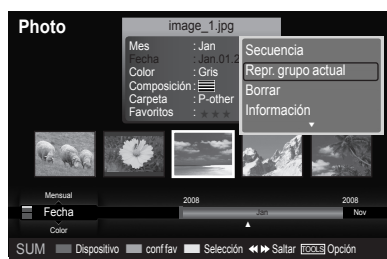 Photo
image_1.jpg
Mes : Jan
Fecha : Jan.01.2
Color : Gris
Composición :
Carpeta : P-other
Favoritos : ★★★
Secuencia
Repr. grupo actual
Borrar
Información
Mensual
Fecha
Color
2008 2008
Jan Nov
SUM Dispositivo conf fav Selección Saltar TOOLS Opción